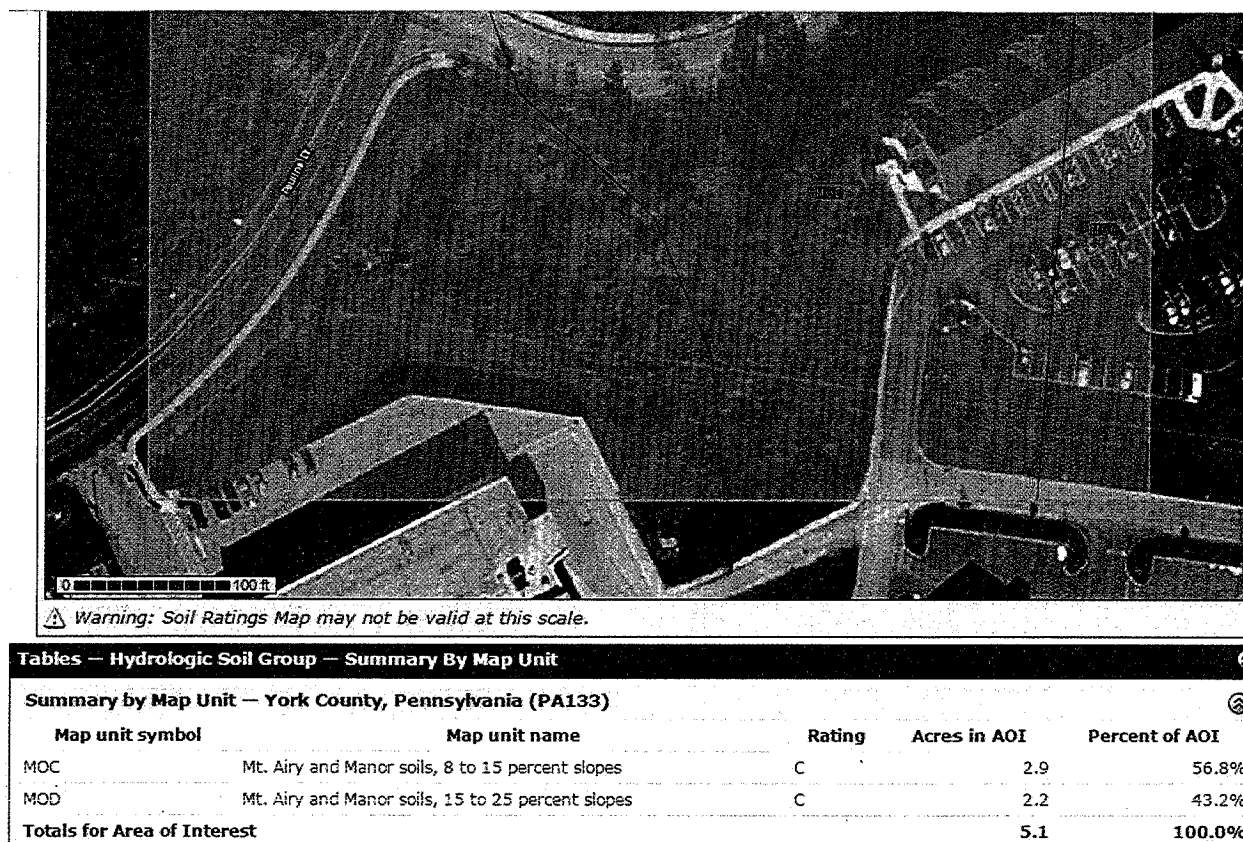 0 100 ft
Warning: Soil Ratings Map may not be valid at this scale.
Tables — Hydrologic Soil Group — Summary By Map Unit
Summary by Map Unit — York County, Pennsylvania (PA133)
Map unit symbol Map unit name Rating Acres in AOI Percent of AOI
MOC Mt. Airy and Manor soils, 8 to 15 percent slopes C 2.9 56.8%
MOD Mt. Airy and Manor soils, 15 to 25 percent slopes C 2.2 43.2%
Totals for Area of Interest 5.1 100.0%